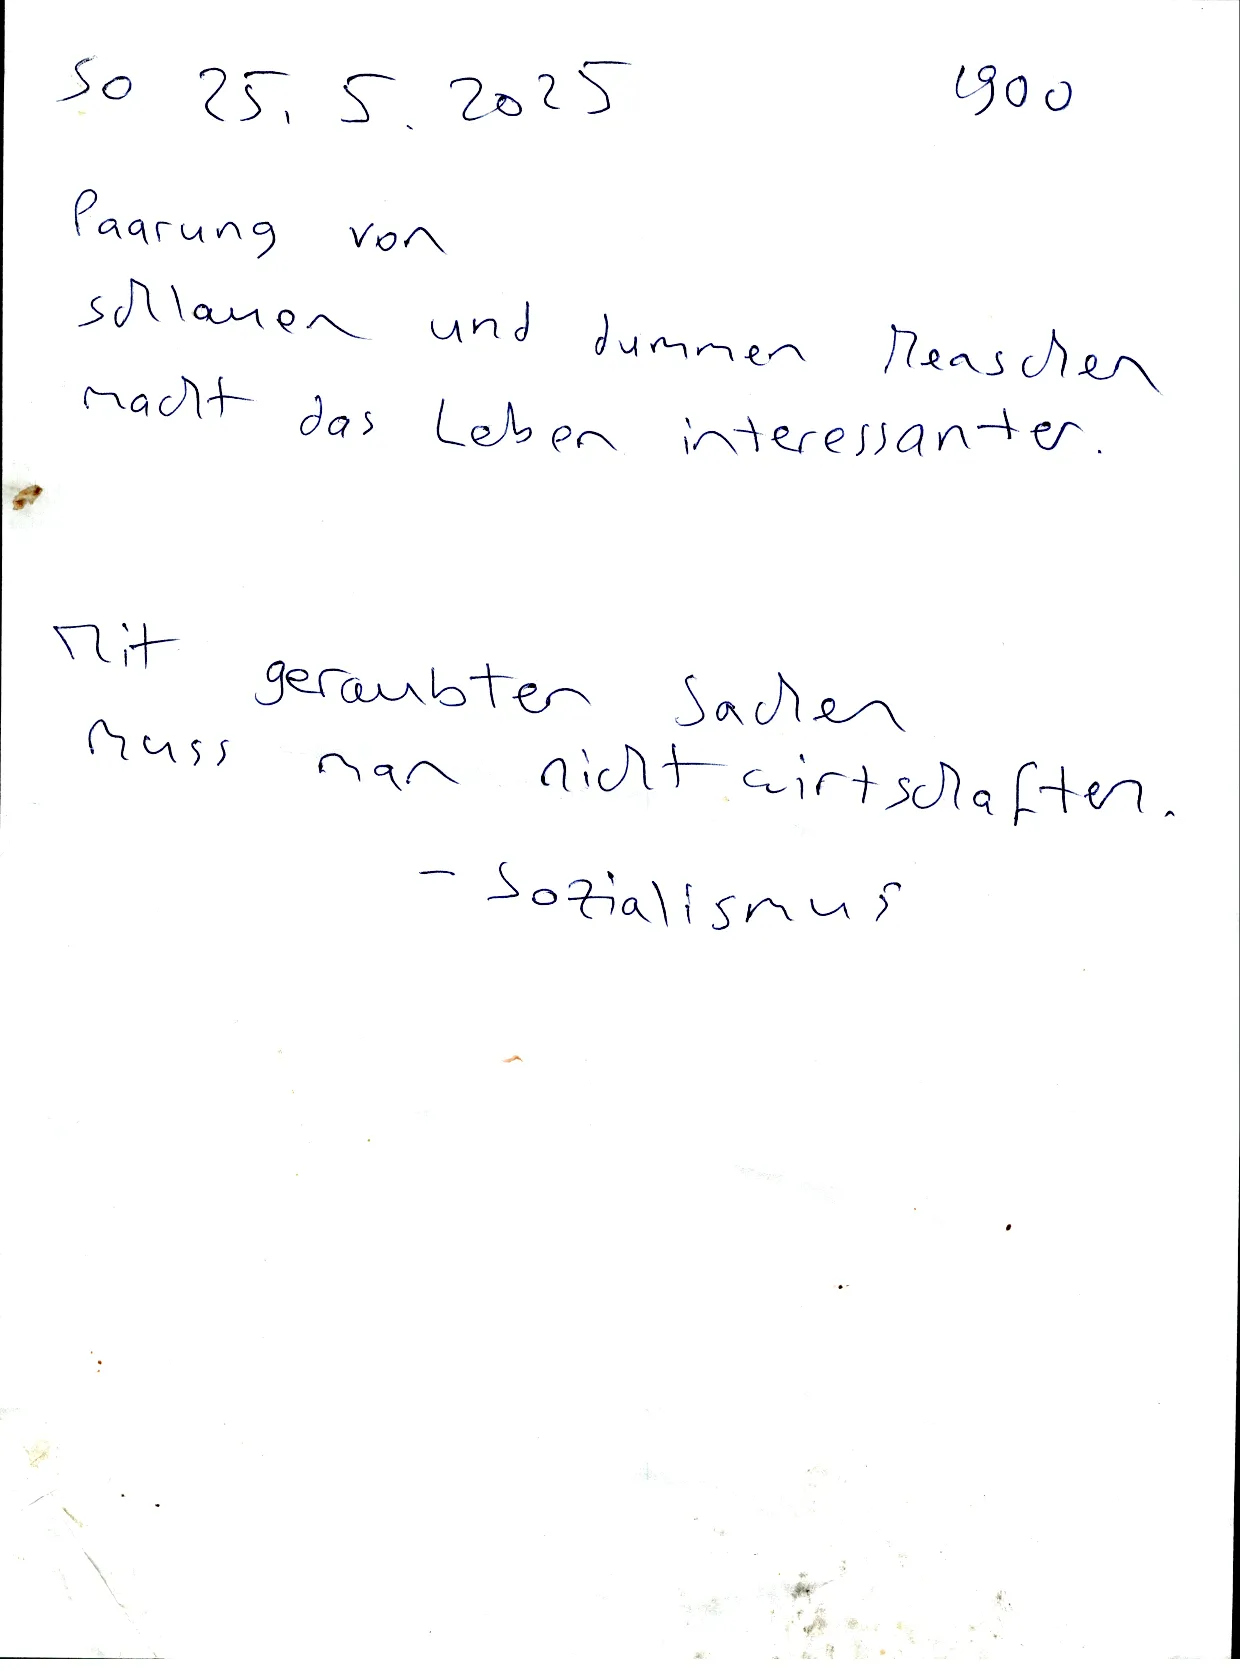 So 25. 5. 2025 1900
Paarung von
schlauen und dummen Menschen
macht das Leben interessanter.
Mit geraubten Sachen
muss man nicht wirtschaften.
- Sozialismus